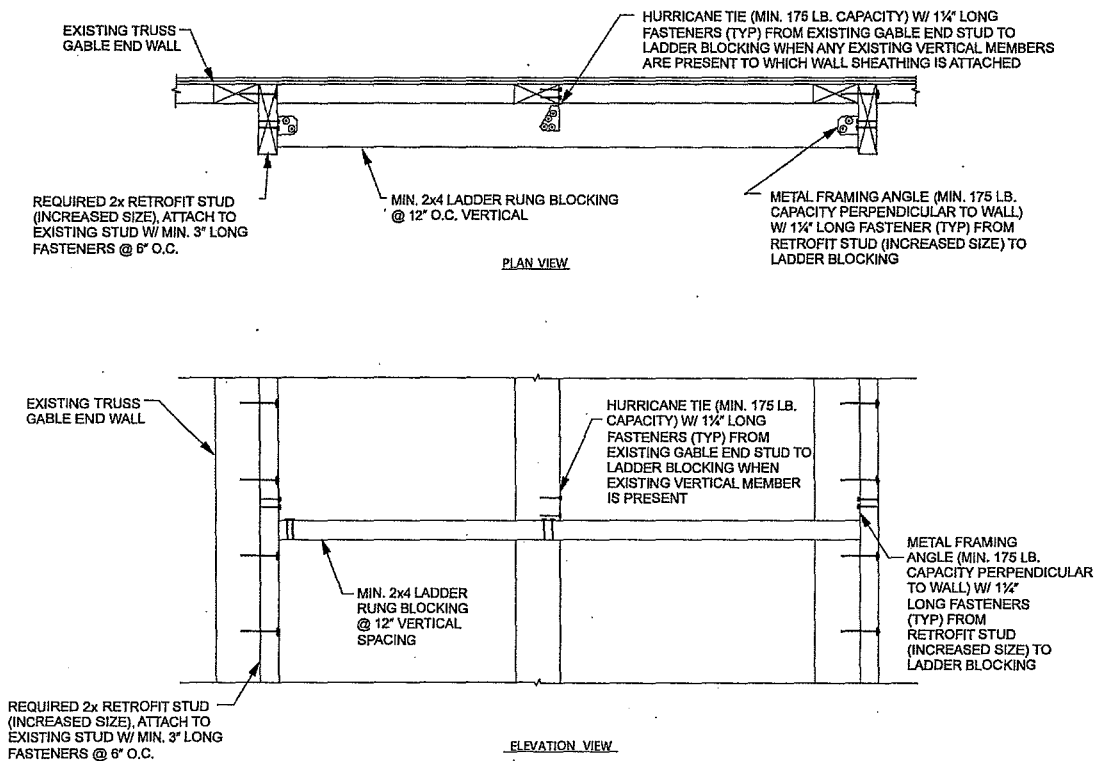 EXISTING TRUSS
GABLE END WALL
HURRICANE TIE (MIN. 175 LB. CAPACITY) W/ 1¼" LONG
FASTENERS (TYP) FROM EXISTING GABLE END STUD TO
LADDER BLOCKING WHEN ANY EXISTING VERTICAL MEMBERS
ARE PRESENT TO WHICH WALL SHEATHING IS ATTACHED
REQUIRED 2x RETROFIT STUD
(INCREASED SIZE), ATTACH TO
EXISTING STUD W/ MIN. 3" LONG
FASTENERS @ 6" O.C.
MIN. 2x4 LADDER RUNG BLOCKING
@ 12" O.C. VERTICAL
METAL FRAMING ANGLE (MIN. 175 LB.
CAPACITY PERPENDICULAR TO WALL)
W/ 1¼" LONG FASTENER (TYP) FROM
RETROFIT STUD (INCREASED SIZE) TO
LADDER BLOCKING
PLAN VIEW
EXISTING TRUSS
GABLE END WALL
HURRICANE TIE (MIN. 175 LB.
CAPACITY) W/ 1¼" LONG
FASTENERS (TYP) FROM
EXISTING GABLE END STUD TO
LADDER BLOCKING WHEN
EXISTING VERTICAL MEMBER
IS PRESENT
MIN. 2x4 LADDER
RUNG BLOCKING
@ 12" VERTICAL
SPACING
METAL FRAMING
ANGLE (MIN. 175 LB.
CAPACITY PERPENDICULAR
TO WALL) W/ 1¼"
LONG FASTENERS
(TYP) FROM
RETROFIT STUD
(INCREASED SIZE) TO
LADDER BLOCKING
REQUIRED 2x RETROFIT STUD
(INCREASED SIZE), ATTACH TO
EXISTING STUD W/ MIN. 3" LONG
FASTENERS @ 6" O.C.
ELEVATION VIEW